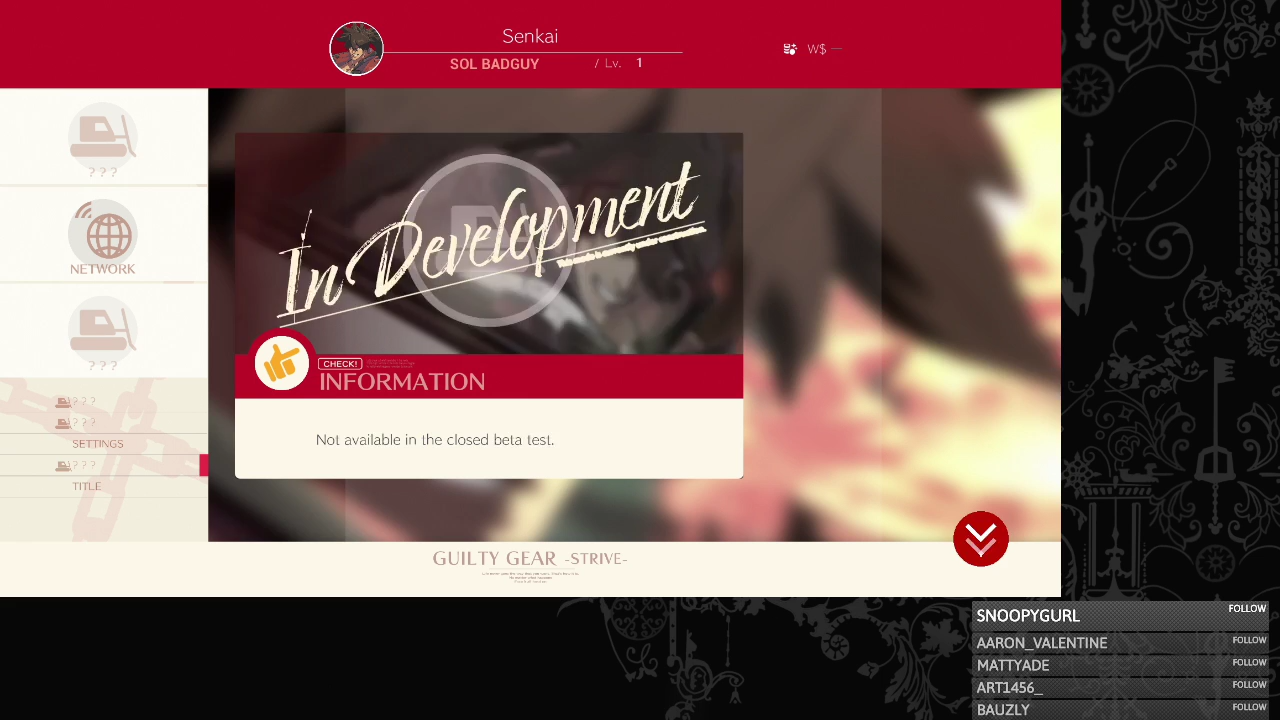 Senkai
SOL BADGUY / Lv. 1
W$ —
? ? ?
NETWORK
? ? ?
? ? ?
? ? ?
SETTINGS
? ? ?
TITLE
In Development
CHECK!
INFORMATION
Not available in the closed beta test.
GUILTY GEAR -STRIVE-
SNOOPYGURL FOLLOW
AARON_VALENTINE FOLLOW
MATTYADE FOLLOW
ART1456_ FOLLOW
BAUZLY FOLLOW